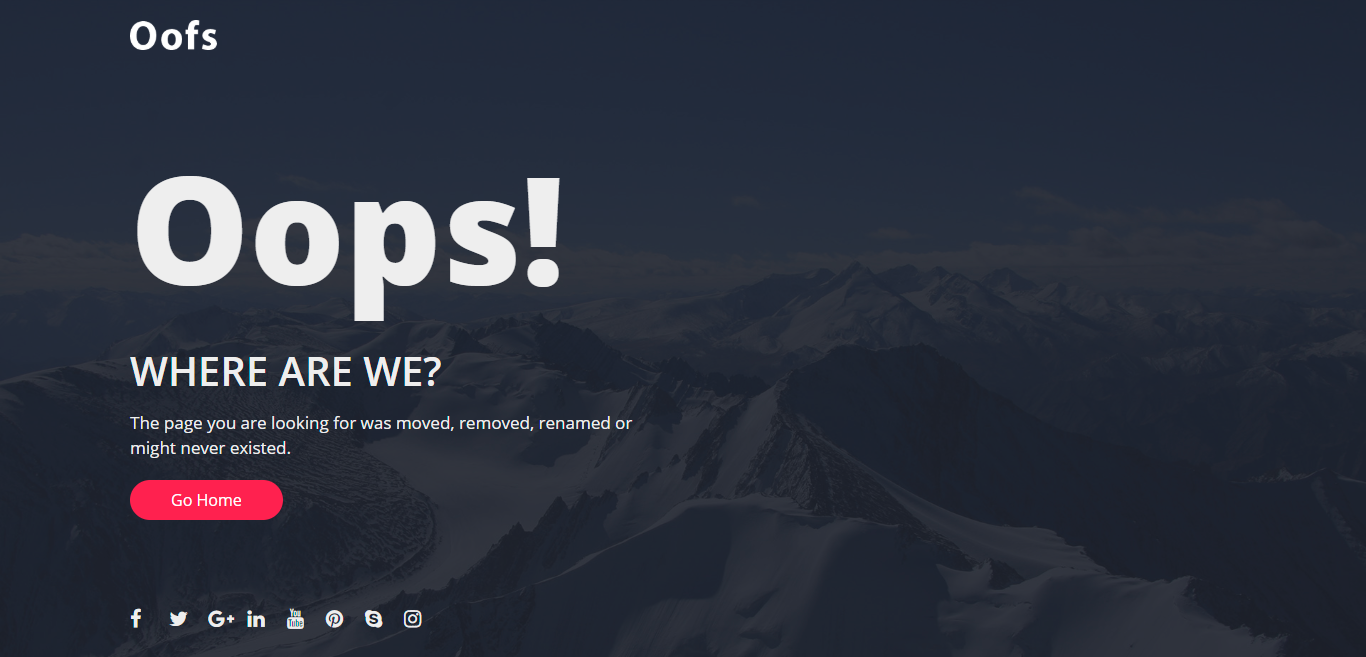 Oofs
Oops!
WHERE ARE WE?
The page you are looking for was moved, removed, renamed or
might never existed.
Go Home
You
Tube